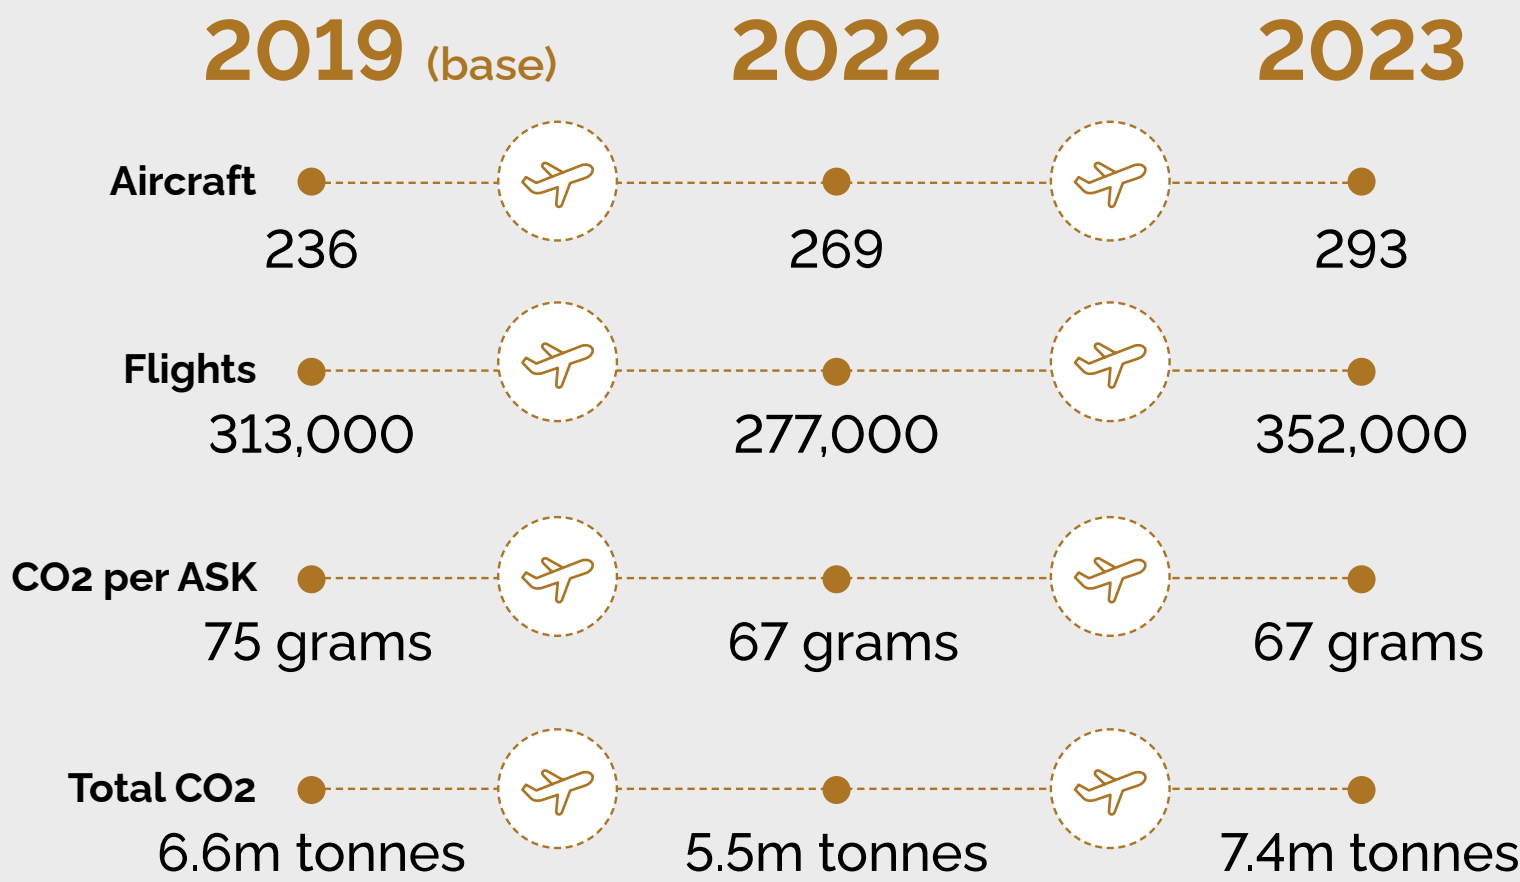 2019 (base) 2022 2023
Aircraft
236 269 293
Flights
313,000 277,000 352,000
CO2 per ASK
75 grams 67 grams 67 grams
Total CO2
6.6m tonnes 5.5m tonnes 7.4m tonnes